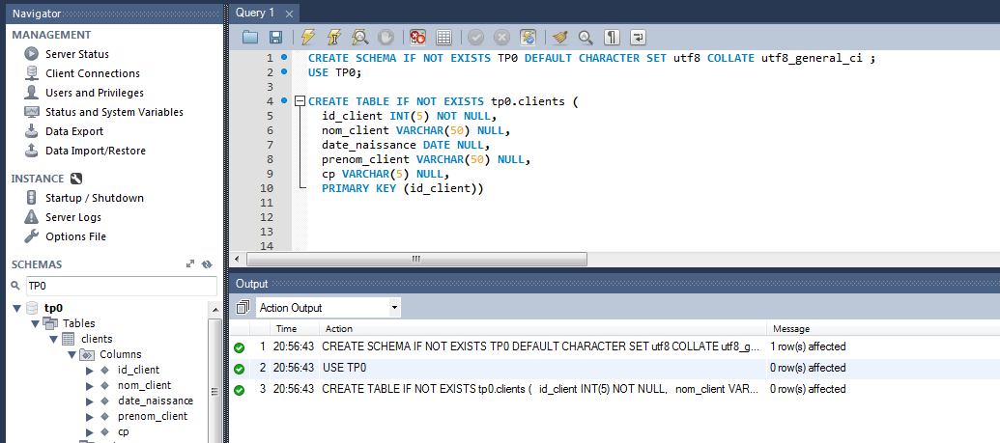 Navigator
MANAGEMENT
Server Status
Client Connections
Users and Privileges
Status and System Variables
Data Export
Data Import/Restore
INSTANCE
Startup / Shutdown
Server Logs
Options File
SCHEMAS
TP0
tp0
Tables
clients
Columns
id_client
nom_client
date_naissance
prenom_client
cp
Query 1
1 CREATE SCHEMA IF NOT EXISTS TP0 DEFAULT CHARACTER SET utf8 COLLATE utf8_general_ci ;
2 USE TP0;
3
4 CREATE TABLE IF NOT EXISTS tp0.clients (
5 id_client INT(5) NOT NULL,
6 nom_client VARCHAR(50) NULL,
7 date_naissance DATE NULL,
8 prenom_client VARCHAR(50) NULL,
9 cp VARCHAR(5) NULL,
10 PRIMARY KEY (id_client))
11
12
13
14
Output
Action Output
Time Action Message
1 20:56:43 CREATE SCHEMA IF NOT EXISTS TP0 DEFAULT CHARACTER SET utf8 COLLATE utf8_g... 1 row(s) affected
2 20:56:43 USE TP0 0 row(s) affected
3 20:56:43 CREATE TABLE IF NOT EXISTS tp0.clients ( id_client INT(5) NOT NULL, nom_client VAR... 0 row(s) affected